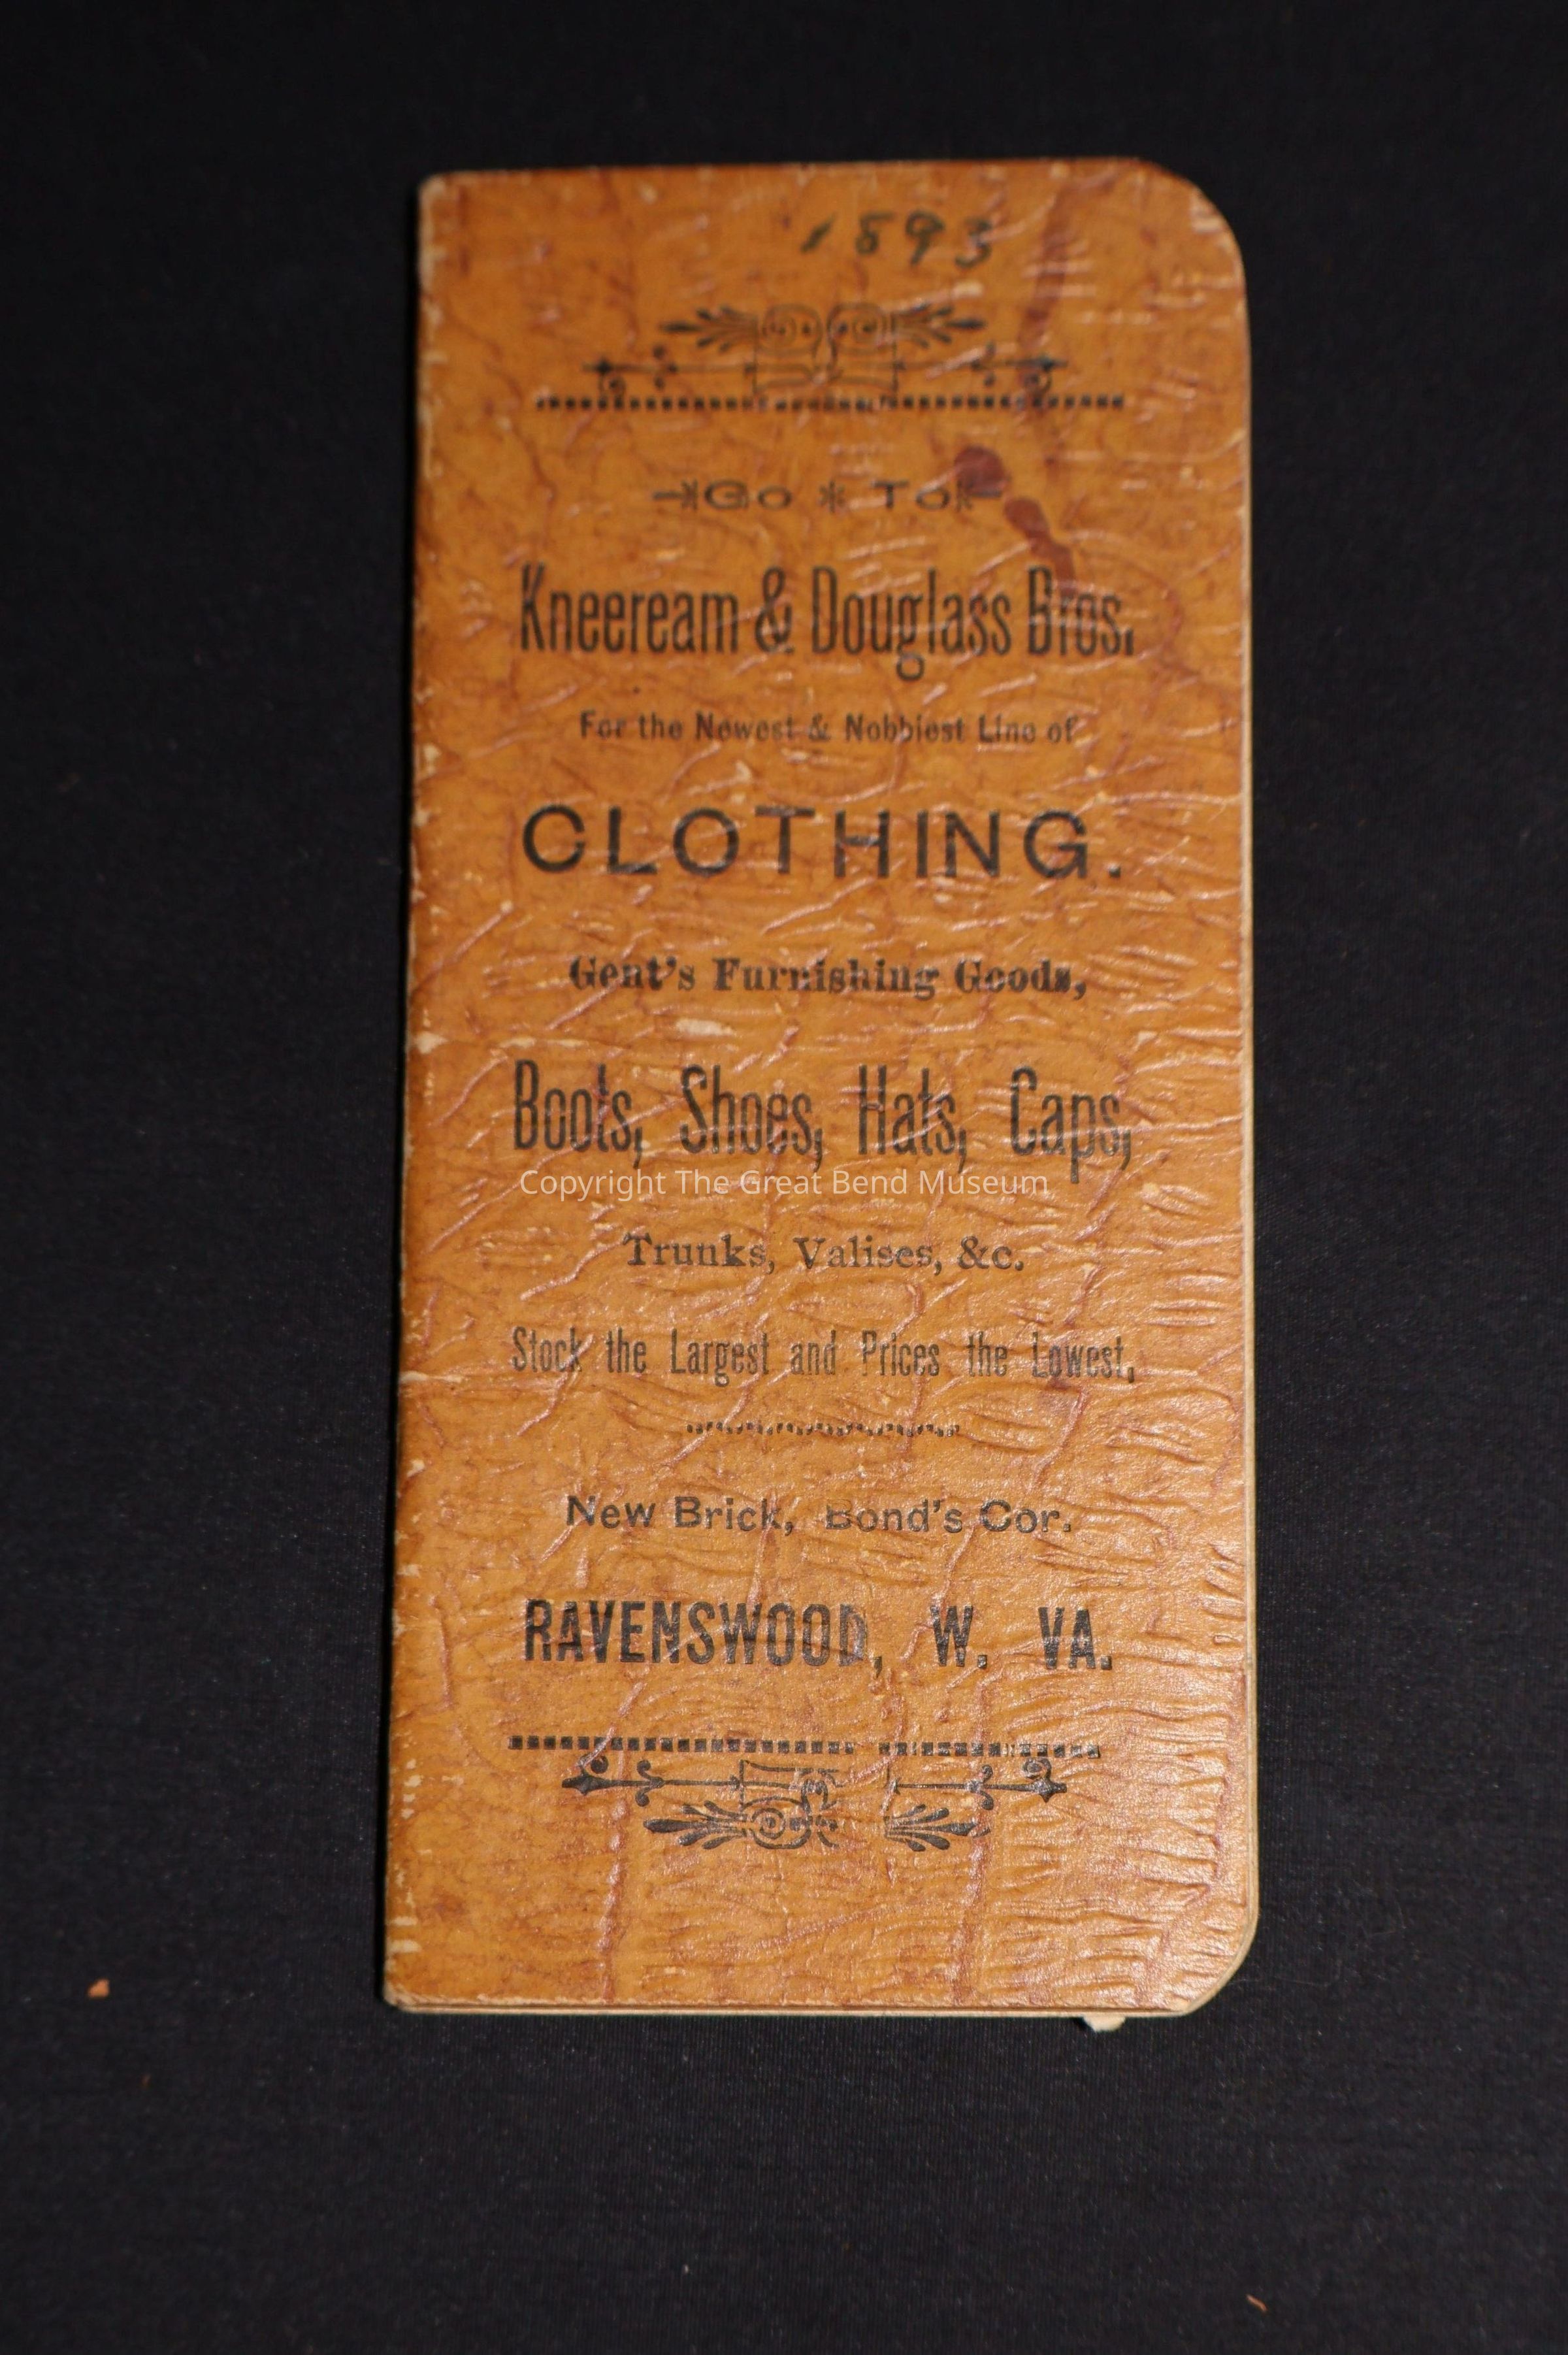 1893
Go * To
Kneeream & Douglass Bros.
For the Newest & Nobbiest Line of
CLOTHING.
Gent's Furnishing Goods,
Boots, Shoes, Hats, Caps,
Copyright The Great Bend Museum
Trunks, Valises, &c.
Stock the Largest and Prices the Lowest.
New Brick, Bond's Cor.
RAVENSWOOD, W. VA.